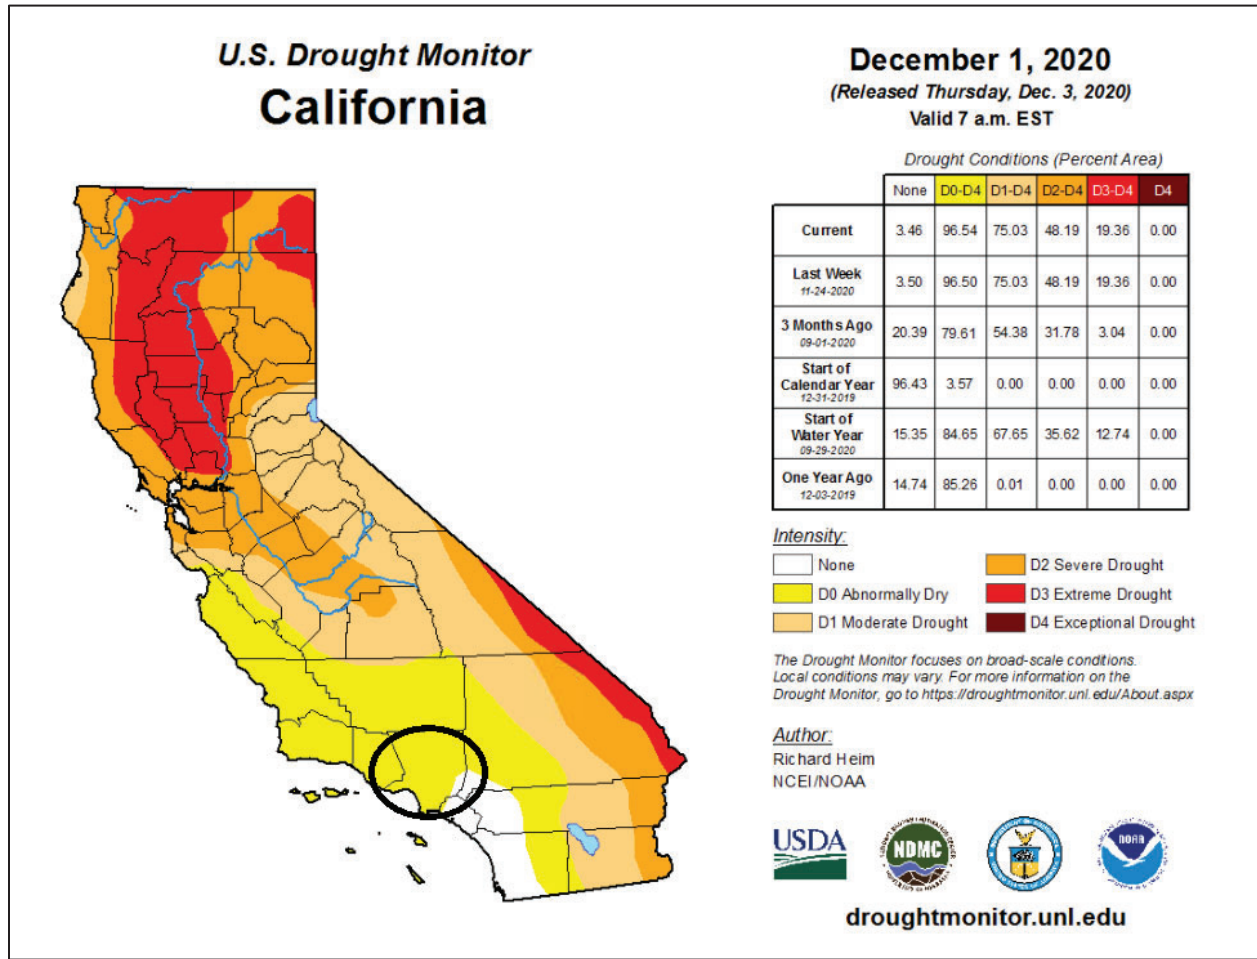 U.S. Drought Monitor
California
December 1, 2020
(Released Thursday, Dec. 3, 2020)
Valid 7 a.m. EST
Drought Conditions (Percent Area)
None D0-D4 D1-D4 D2-D4 D3-D4 D4
Current 3.46 96.54 75.03 48.19 19.36 0.00
Last Week
11-24-2020 3.50 96.50 75.03 48.19 19.36 0.00
3 Months Ago
09-01-2020 20.39 79.61 54.38 31.78 3.04 0.00
Start of
Calendar Year
12-31-2019 96.43 3.57 0.00 0.00 0.00 0.00
Start of
Water Year
09-29-2020 15.35 84.65 67.65 35.62 12.74 0.00
One Year Ago
12-03-2019 14.74 85.26 0.01 0.00 0.00 0.00
Intensity:
None
D0 Abnormally Dry
D1 Moderate Drought
D2 Severe Drought
D3 Extreme Drought
D4 Exceptional Drought
The Drought Monitor focuses on broad-scale conditions.
Local conditions may vary. For more information on the
Drought Monitor, go to https://droughtmonitor.unl.edu/About.aspx
Author:
Richard Heim
NCEI/NOAA
USDA
NDMC
NOAA
droughtmonitor.unl.edu